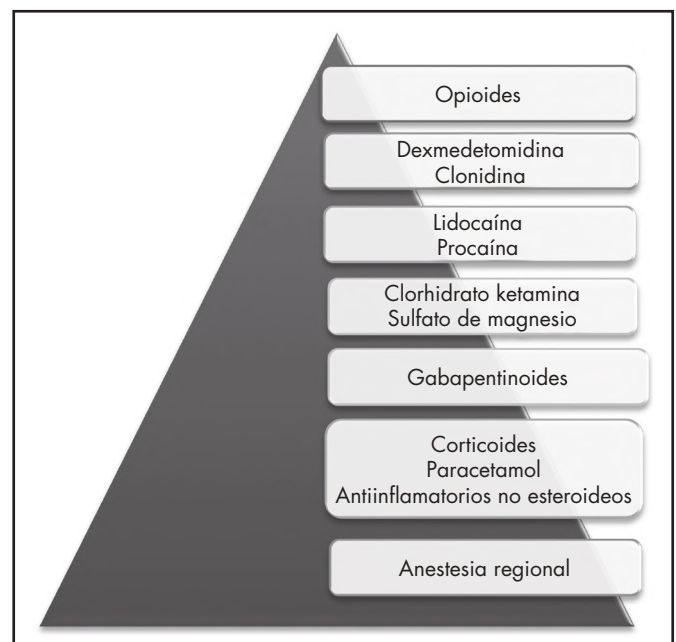 Opioides
Dexmedetomidina
Clonidina
Lidocaína
Procaína
Clorhidrato ketamina
Sulfato de magnesio
Gabapentinoides
Corticoides
Paracetamol
Antiinflamatorios no esteroideos
Anestesia regional